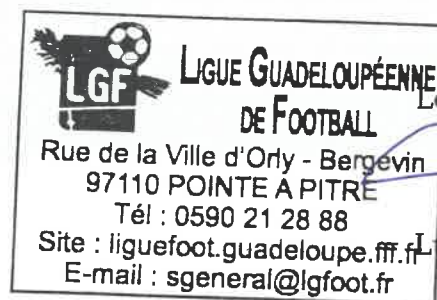 LGF
LIGUE GUADELOUPÉENNE
DE FOOTBALL
Rue de la Ville d'Orly - Bergevin
97110 POINTE A PITRE
Tél : 0590 21 28 88
Site : liguefoot.guadeloupe.fff.fr
E-mail : sgeneral@lgfoot.fr